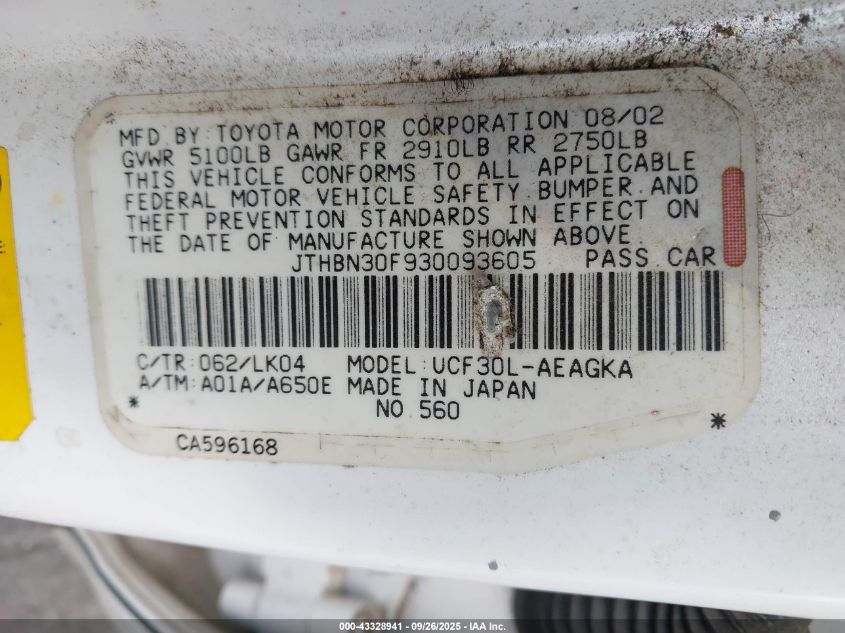 MFD BY: TOYOTA MOTOR CORPORATION 08/02
GVWR 5100LB GAWR FR 2910LB RR 2750LB
THIS VEHICLE CONFORMS TO ALL APPLICABLE
FEDERAL MOTOR VEHICLE SAFETY, BUMPER, AND
THEFT PREVENTION STANDARDS IN EFFECT ON
THE DATE OF MANUFACTURE SHOWN ABOVE.
JTHBN30F930093605 PASS. CAR
C/TR: 062/LK04 MODEL: UCF30L-AEAGKA
A/TM: A01A/A650E MADE IN JAPAN
* NO. 560 *
CA596168
000-43328941 - 09/26/2025 - IAA Inc.